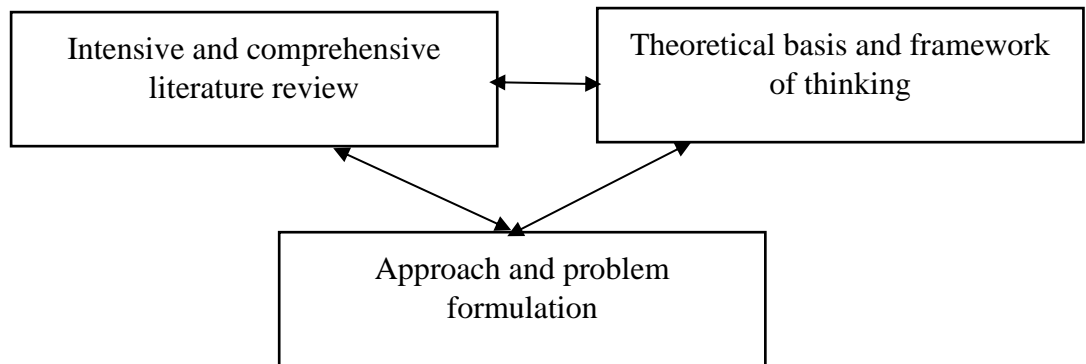 Intensive and comprehensive
literature review
Theoretical basis and framework
of thinking
Approach and problem
formulation